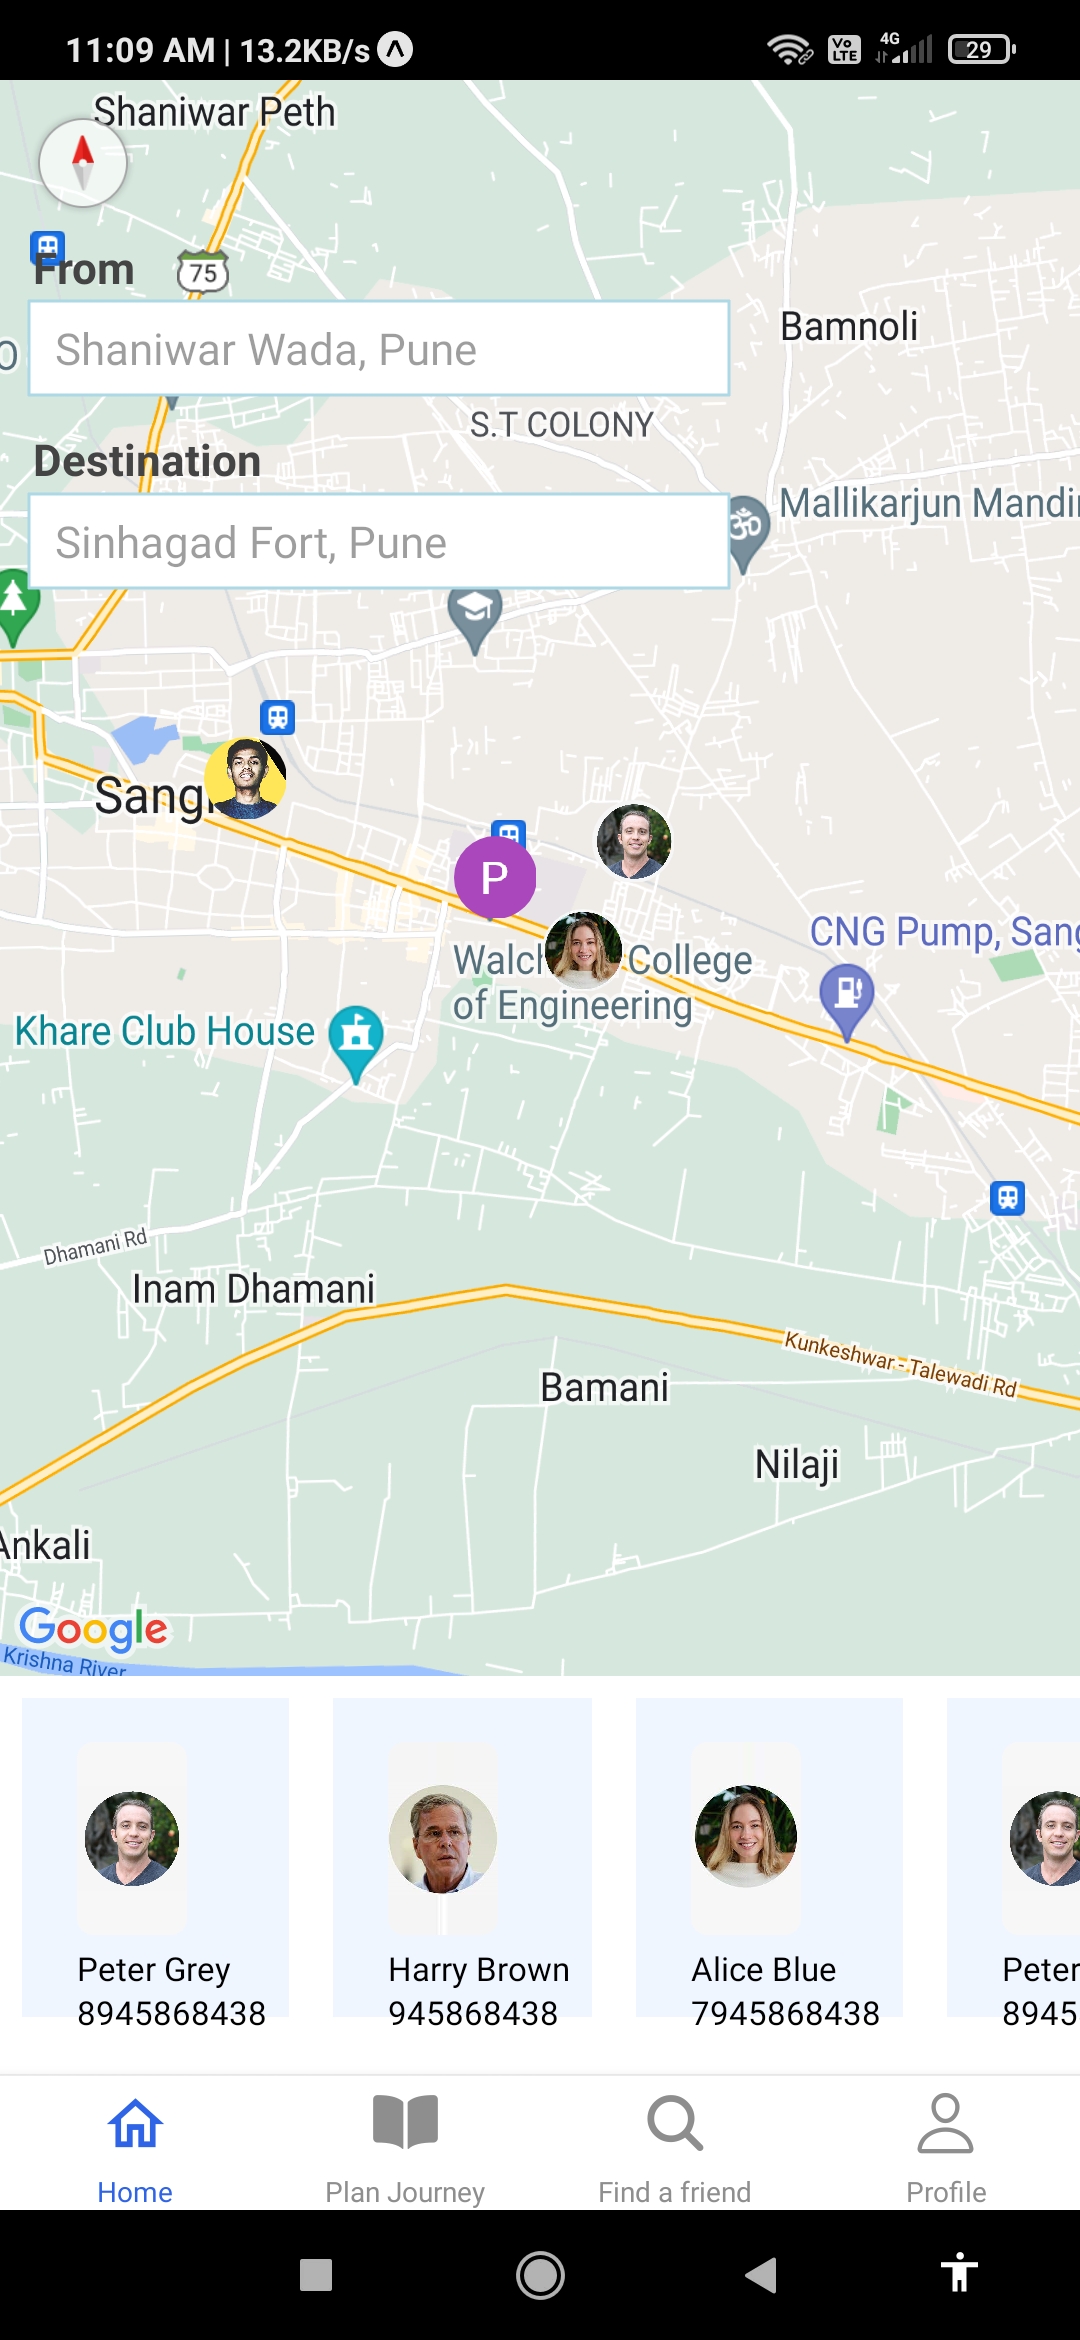 11:09 AM | 13.2KB/s
Vo LTE
4G
29
Shaniwar Peth
From
75
Shaniwar Wada, Pune
Bamnoli
S.T COLONY
Destination
Mallikarjun Mandi
Sinhagad Fort, Pune
Sang
P
CNG Pump, Sang
College
of Engineering
Khare Club House
Dhamani Rd
Inam Dhamani
Kunkeshwar - Talewadi Rd
Bamani
Nilaji
Ankali
Google
Krishna River
Peter Grey
8945868438
Harry Brown
945868438
Alice Blue
7945868438
Peter
8945
Home
Plan Journey
Find a friend
Profile